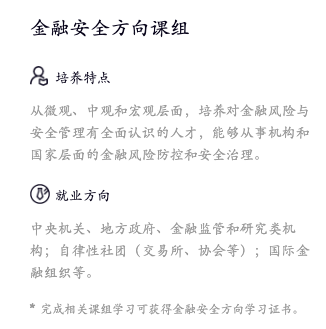 金融安全方向课组
培养特点
从微观、中观和宏观层面，培养对金融风险与
安全管理有全面认识的人才，能够从事机构和
国家层面的金融风险防控和安全治理。
就业方向
中央机关、地方政府、金融监管和研究类机
构；自律性社团（交易所、协会等）；国际金
融组织等。
* 完成相关课组学习可获得金融安全方向学习证书。